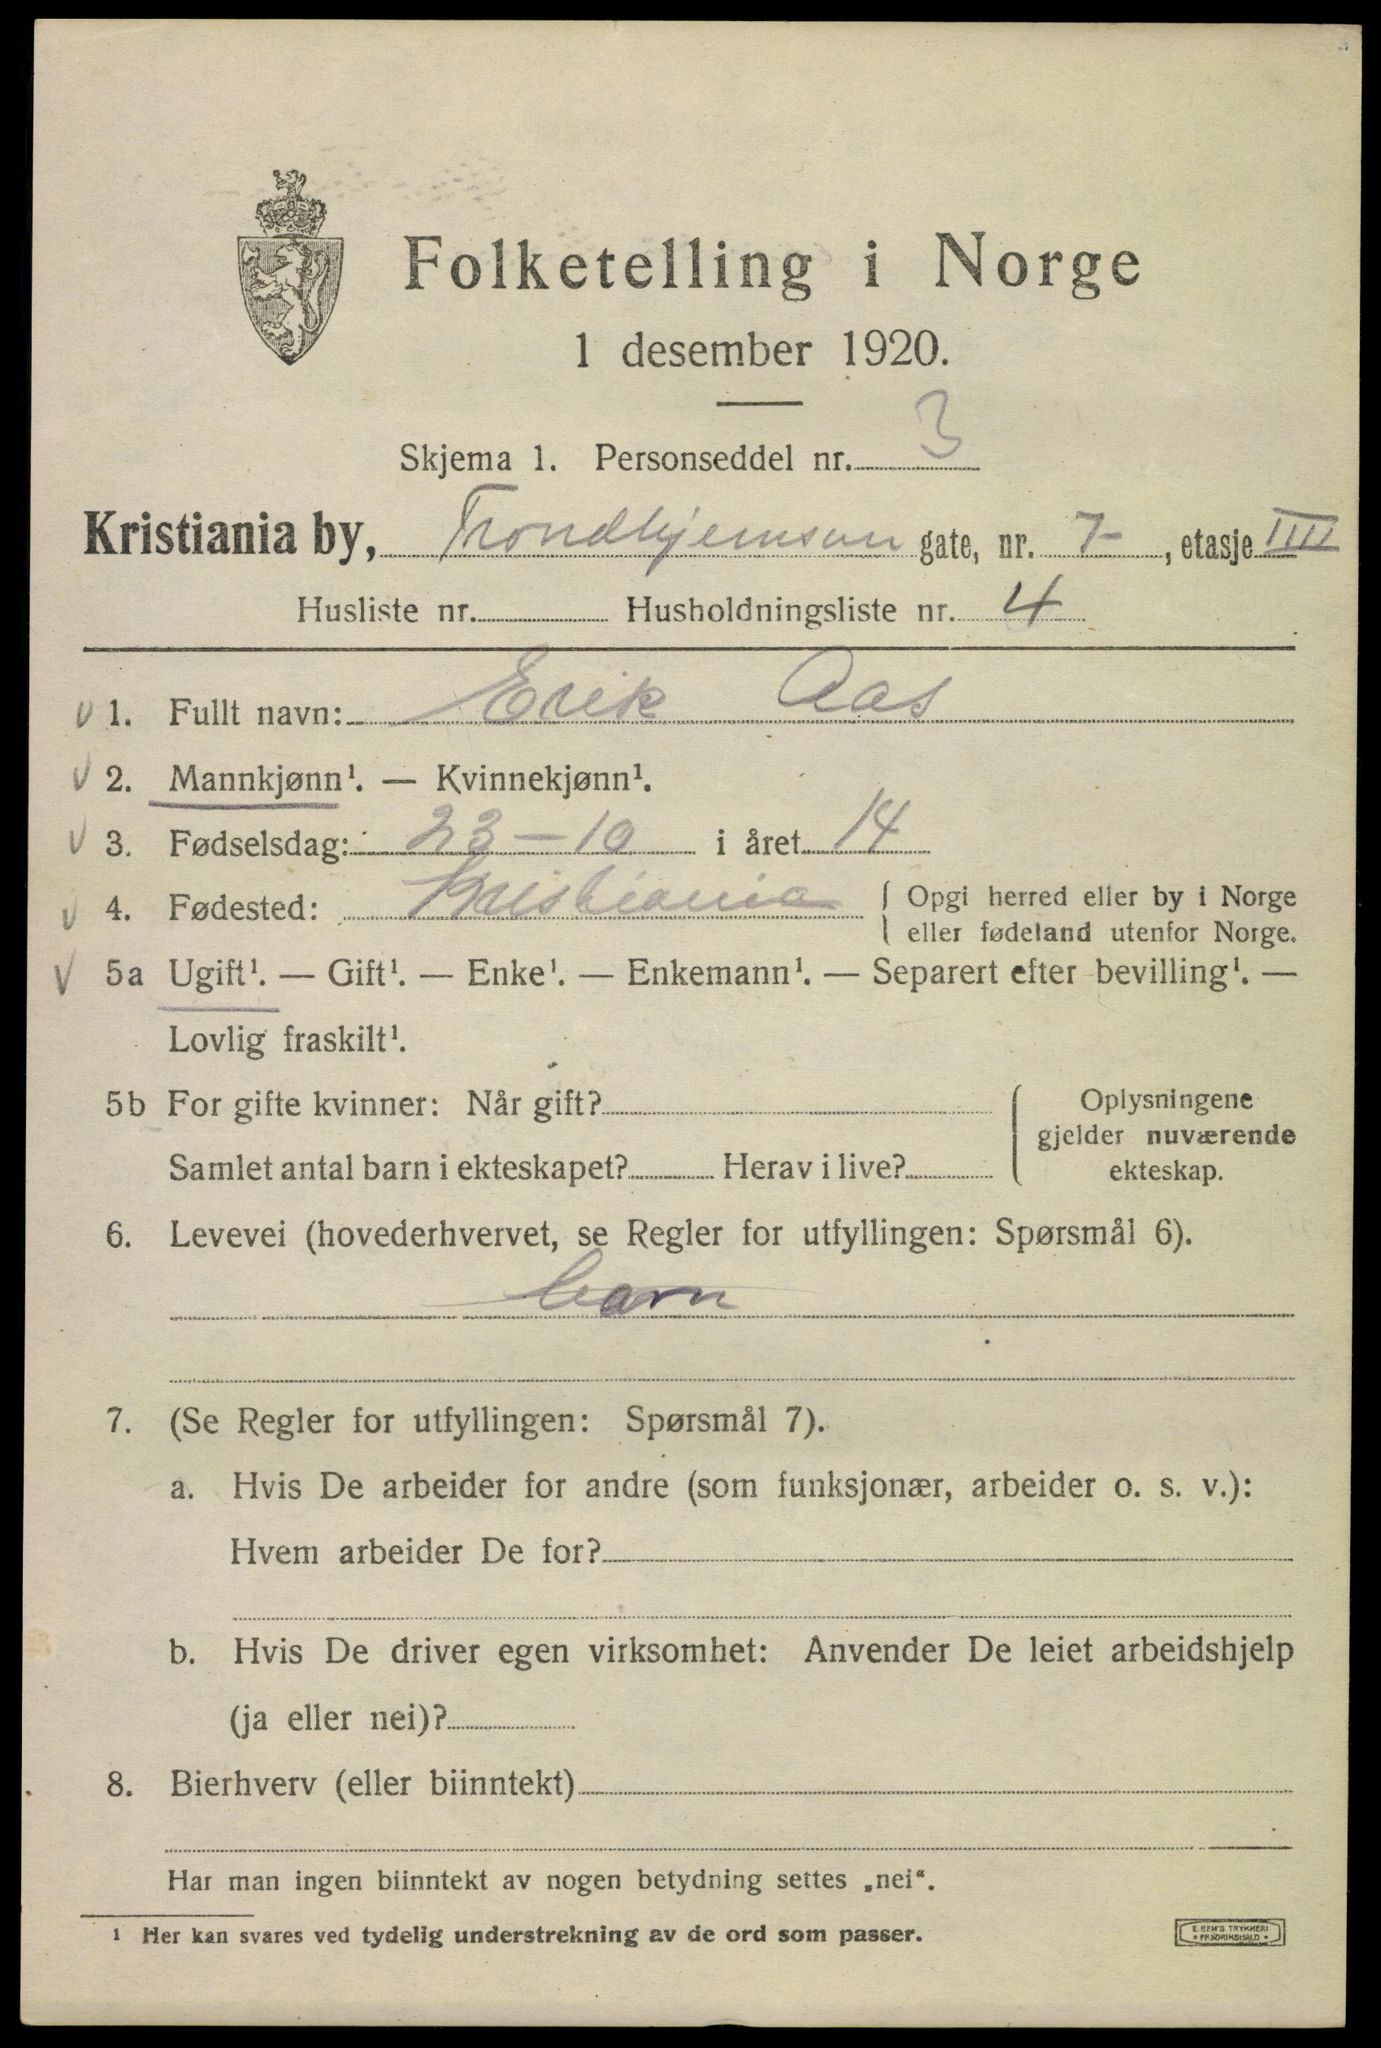 Folketelling i Norge
1 desember 1920.
Skjema 1. Personseddel nr. 3
Kristiania by, Trondhjemsvn gate, nr. 7, etasje IIII
Husliste nr. Husholdningsliste nr. 4
v 1. Fullt navn: Erik Aas
v 2. Mannkjønn¹. — Kvinnekjønn¹.
v 3. Fødselsdag: 23-10 i året 14
v 4. Fødested: Kristiania { Opgi herred eller by i Norge
eller fødeland utenfor Norge.
v 5a Ugift¹. — Gift¹. — Enke¹. — Enkemann¹. — Separert efter bevilling¹. —
Lovlig fraskilt¹.
5b For gifte kvinner: Når gift?
Samlet antal barn i ekteskapet? Herav i live?
Oplysningene
gjelder nuværende
ekteskap.
6. Levevei (hovederhvervet, se Regler for utfyllingen: Spørsmål 6).
barn
7. (Se Regler for utfyllingen: Spørsmål 7).
a. Hvis De arbeider for andre (som funksjonær, arbeider o. s. v.):
Hvem arbeider De for?
b. Hvis De driver egen virksomhet: Anvender De leiet arbeidshjelp
(ja eller nei)?
8. Bierhverv (eller biinntekt)
Har man ingen biinntekt av nogen betydning settes „nei“.
¹ Her kan svares ved tydelig understrekning av de ord som passer.
E. SEM'S TRYKKERI
• FREDRIKSHALD •